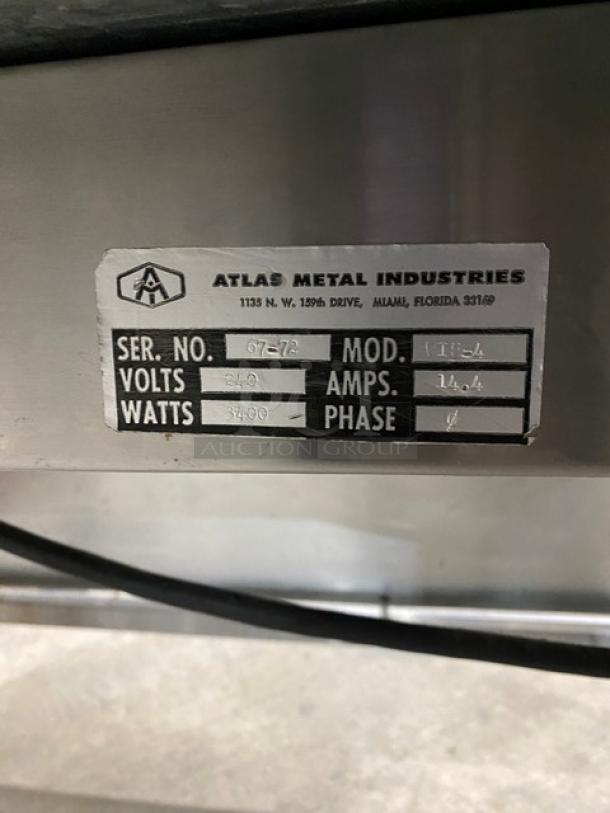 ATLAS METAL INDUSTRIES
1135 N. W. 159th DRIVE, MIAMI, FLORIDA 33169
SER. NO. 67-72 MOD.
VOLTS 240 AMPS. 14.4
WATTS 3400 PHASE
AUCTION GROUP